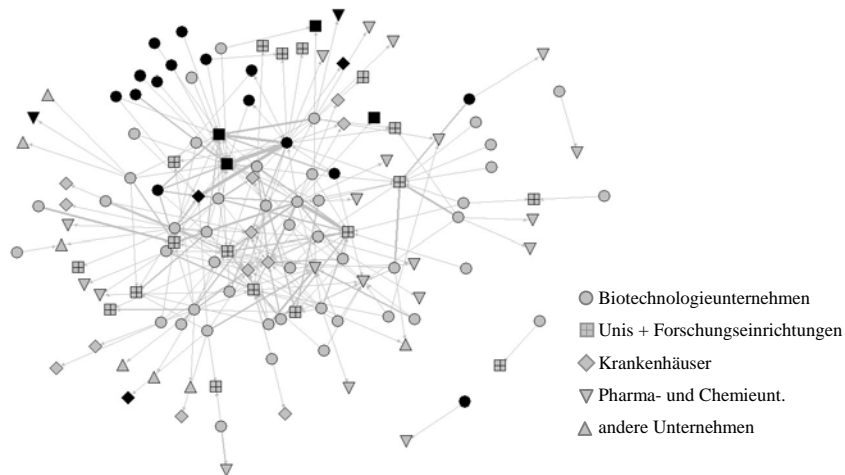 Biotechnologieunternehmen
Unis + Forschungseinrichtungen
Krankenhäuser
Pharma- und Chemieunt.
andere Unternehmen